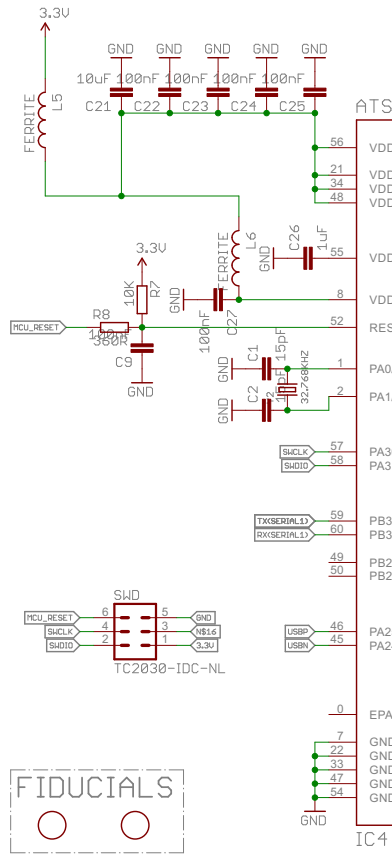 3.3V
GND GND GND GND GND
10uF 100nF 100nF 100nF 100nF
C21 C22 C23 C24 C25
FERRITE L5
ATS
56 VDD
21 VDD
34 VDD
48 VDD
FERRITE L6
C26 1uF
GND
55 VDD
3.3V
10K R7
GND
100nF C27
8 VDD
MCU_RESET
R8
360R
100nF
C9
GND
52 RES
GND C1 15pF
GND C2 15pF
32.768KHZ
1 PA0
2 PA1
SWCLK 57 PA3
SWDIO 58 PA3
TX(SERIAL1) 59 PB3
RX(SERIAL1) 60 PB3
49 PB2
50 PB2
SWD
MCU_RESET 6 5 GND
SWCLK 4 3 N$16
SWDIO 2 1 3.3V
TC2030-IDC-NL
USBP 46 PA2
USBN 45 PA2
0 EPA
7 GND
22 GND
33 GND
47 GND
54 GND
GND
FIDUCIALS
IC4